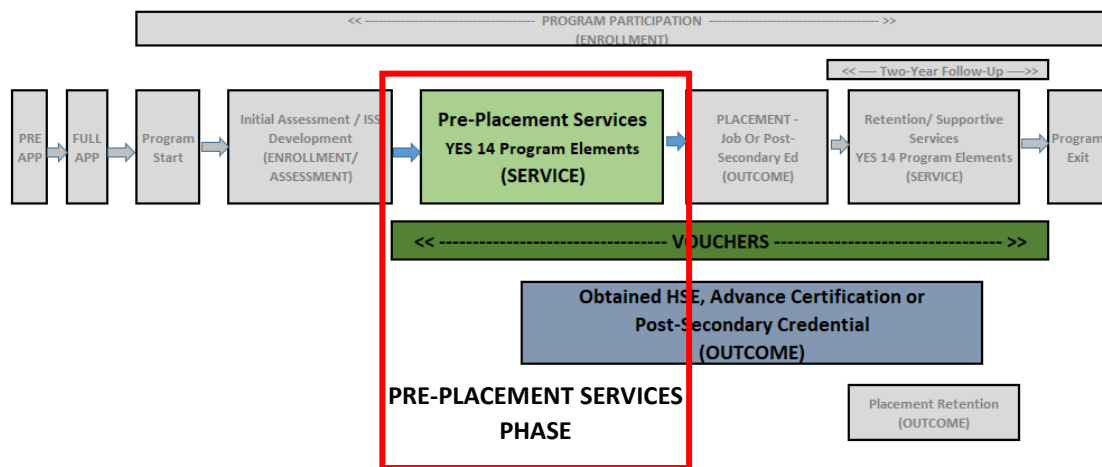 << ------------------------------------ PROGRAM PARTICIPATION ------------------------------------ >>
(ENROLLMENT)
<< ---- Two-Year Follow-Up ---->>
PRE
APP
FULL
APP
Program
Start
Initial Assessment / ISS
Development
(ENROLLMENT/
ASSESSMENT)
Pre-Placement Services
YES 14 Program Elements
(SERVICE)
PLACEMENT -
Job Or Post-
Secondary Ed
(OUTCOME)
Retention/ Supportive
Services
YES 14 Program Elements
(SERVICE)
Program
Exit
<< ---------------------------------- VOUCHERS ---------------------------------- >>
Obtained HSE, Advance Certification or
Post-Secondary Credential
(OUTCOME)
PRE-PLACEMENT SERVICES
PHASE
Placement Retention
(OUTCOME)